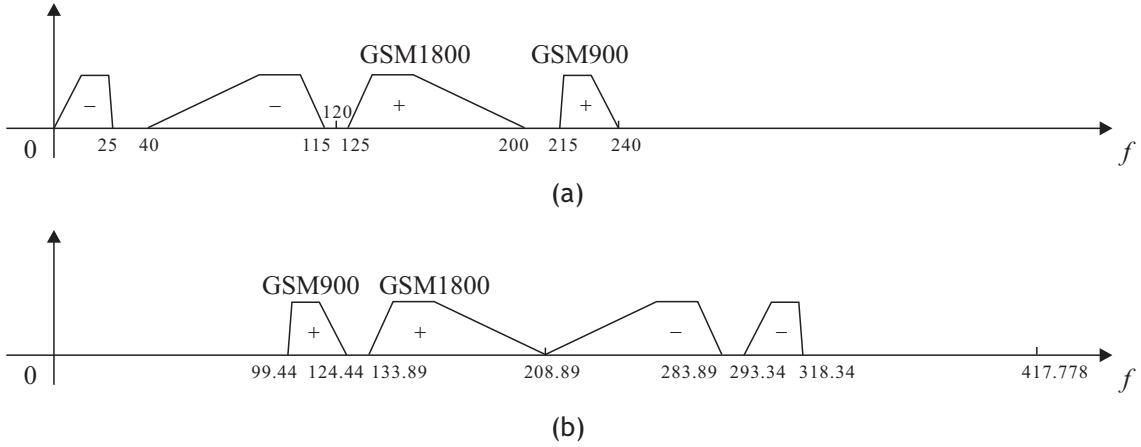 GSM1800 GSM900
− − + +
120
0 25 40 115 125 200 215 240 f
(a)
GSM900 GSM1800
+ + − −
0 99.44 124.44 133.89 208.89 283.89 293.34 318.34 417.778 f
(b)